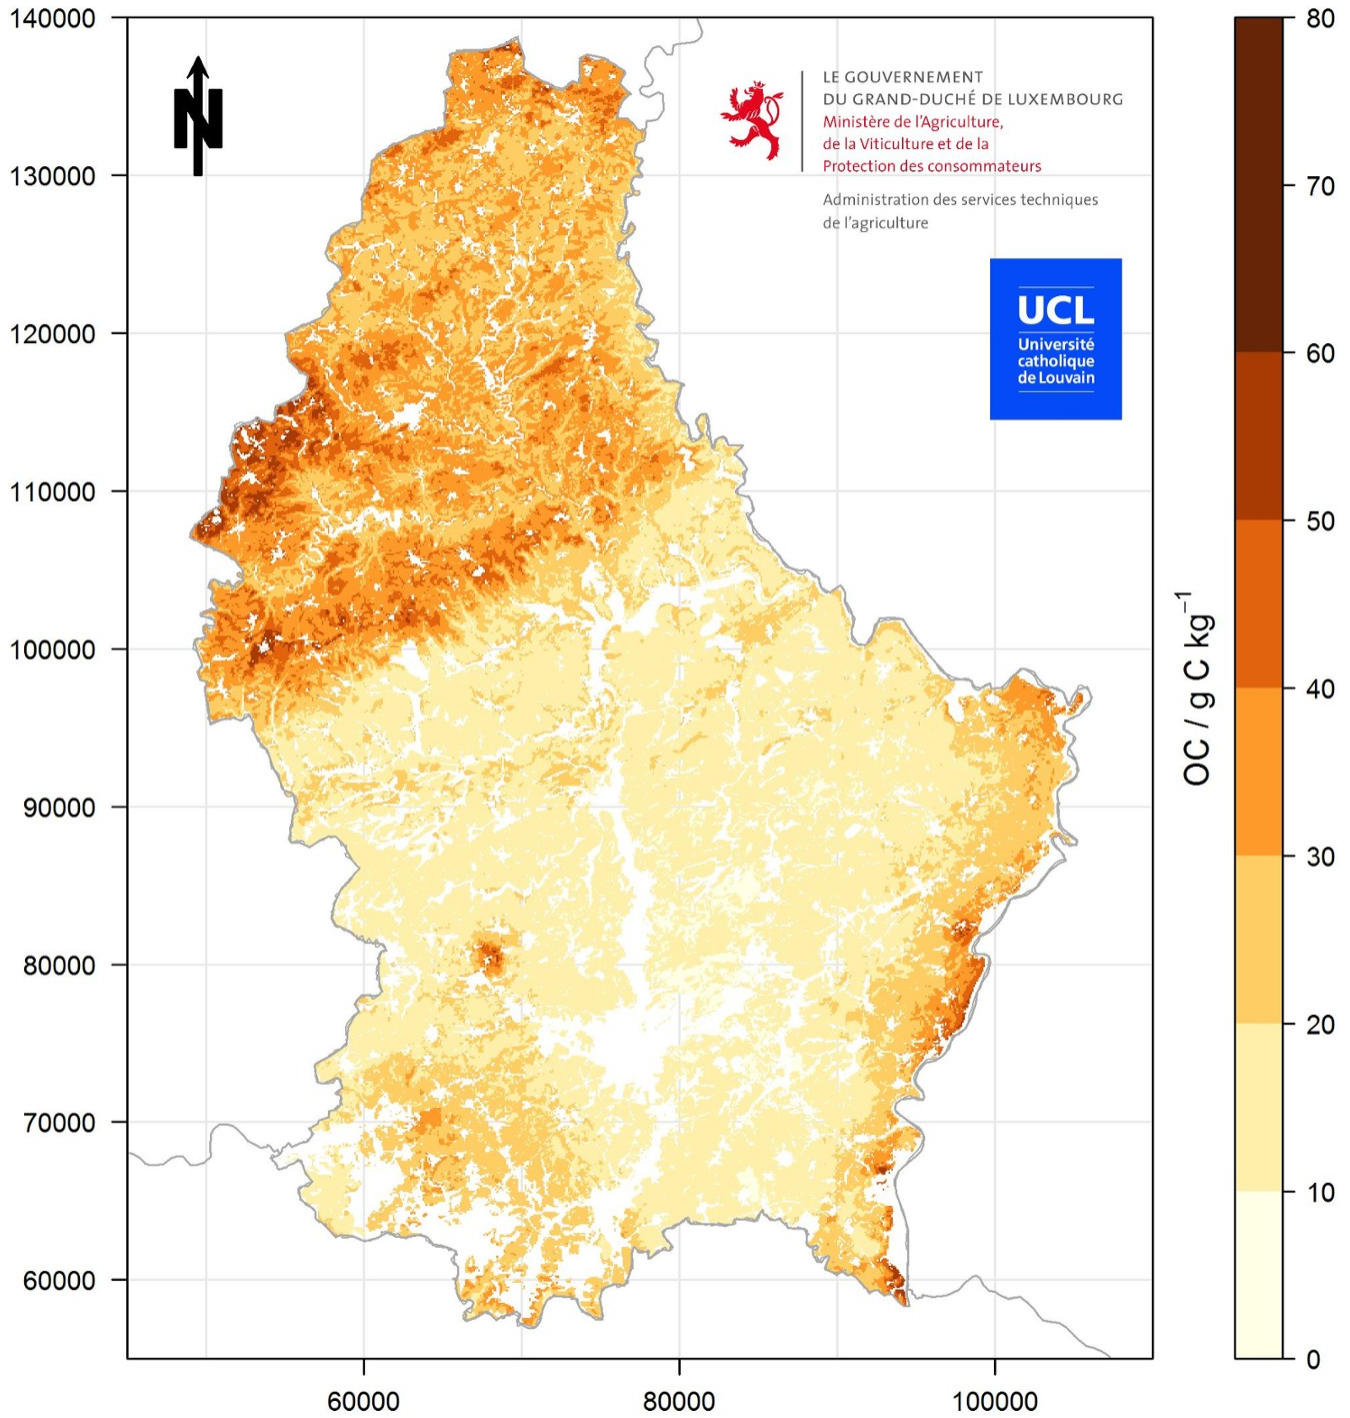 140000
130000
120000
110000
100000
90000
80000
70000
60000
60000
80000
100000
N
LE GOUVERNEMENT
DU GRAND-DUCHÉ DE LUXEMBOURG
Ministère de l'Agriculture,
de la Viticulture et de la
Protection des consommateurs
Administration des services techniques
de l'agriculture
UCL
Université
catholique
de Louvain
OC / g C kg⁻¹
80
70
60
50
40
30
20
10
0